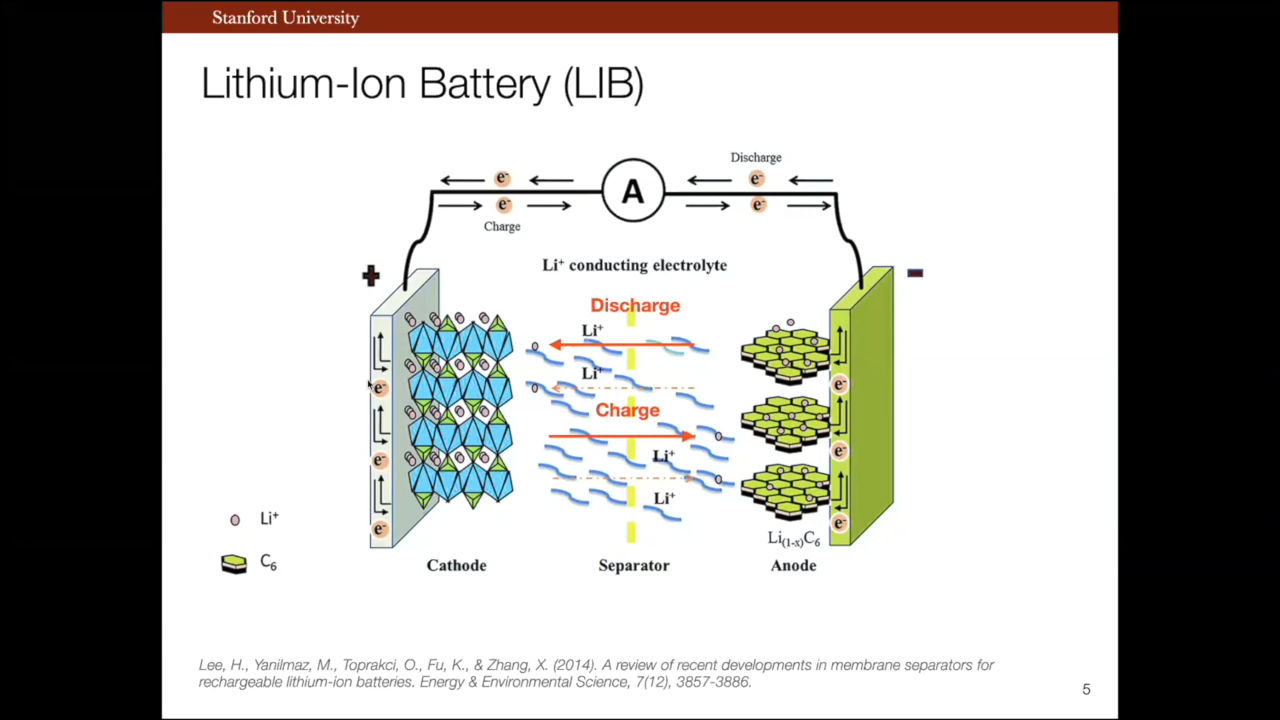 Stanford University
Lithium-Ion Battery (LIB)
Discharge
e⁻
e⁻
A
e⁻
e⁻
Charge
+
Li⁺ conducting electrolyte
-
Discharge
Li⁺
Li⁺
e⁻
e⁻
Charge
Li⁺
e⁻
e⁻
Li⁺
Li⁺
e⁻
e⁻
Li₍₁₋ₓ₎C₆
C₆
Cathode
Separator
Anode
Lee, H., Yanilmaz, M., Toprakci, O., Fu, K., & Zhang, X. (2014). A review of recent developments in membrane separators for
rechargeable lithium-ion batteries. Energy & Environmental Science, 7(12), 3857-3886.
5